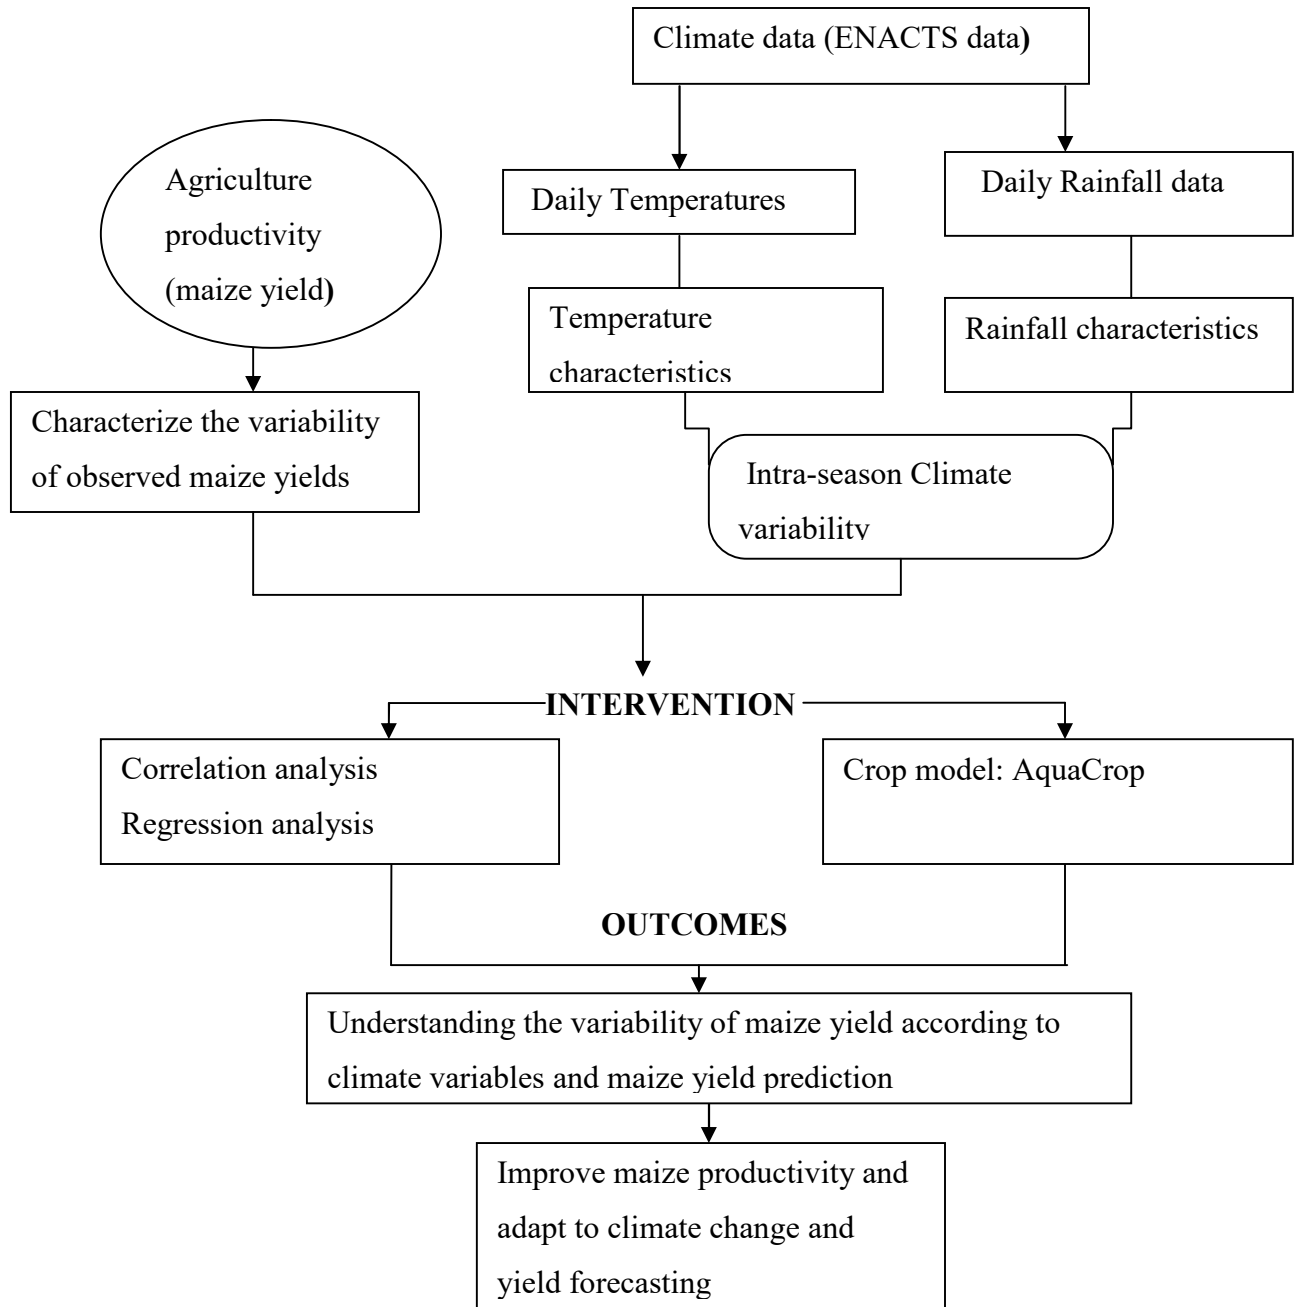 Climate data (ENACTS data)
Agriculture
productivity
(maize yield)
Daily Temperatures
Daily Rainfall data
Temperature
characteristics
Rainfall characteristics
Characterize the variability
of observed maize yields
Intra-season Climate
variability
INTERVENTION
Correlation analysis
Regression analysis
Crop model: AquaCrop
OUTCOMES
Understanding the variability of maize yield according to
climate variables and maize yield prediction
Improve maize productivity and
adapt to climate change and
yield forecasting